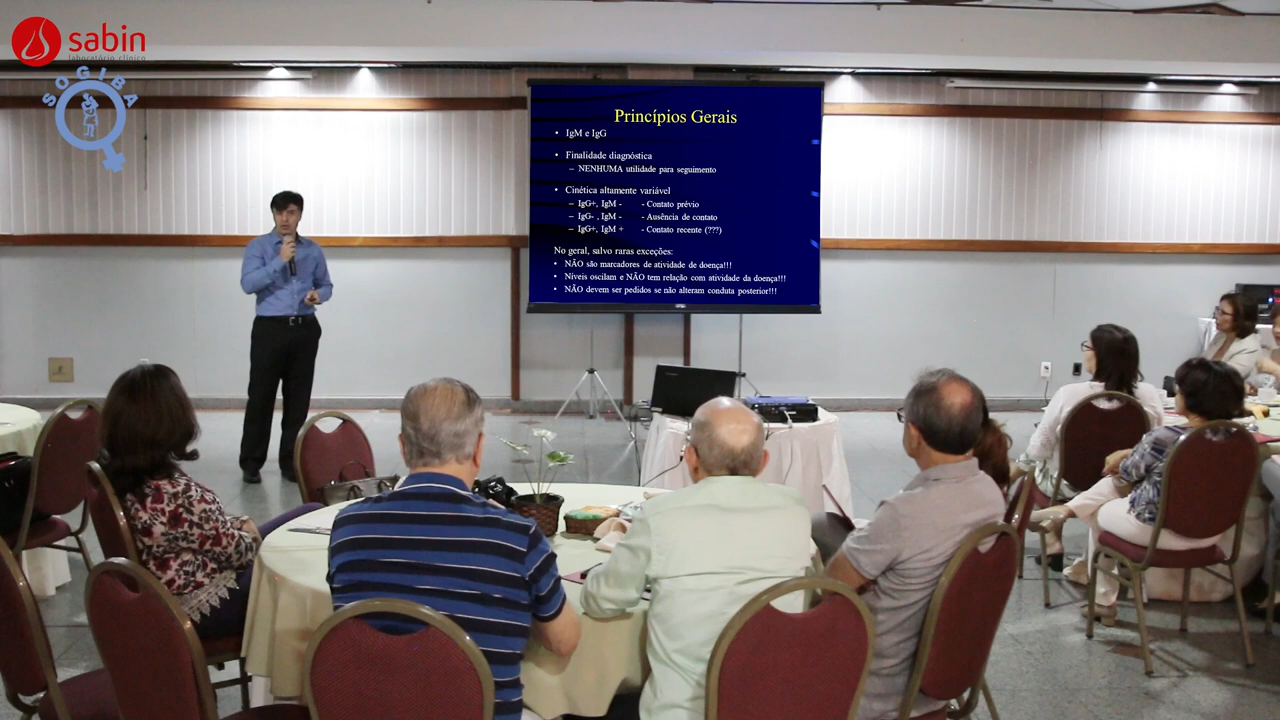 sabin
laboratório clínico
SOGIBA
Princípios Gerais
• IgM e IgG
• Finalidade diagnóstica
– NENHUMA utilidade para seguimento
• Cinética altamente variável
– IgG+, IgM - - Contato prévio
– IgG- , IgM - - Ausência de contato
– IgG+, IgM + - Contato recente (???)
No geral, salvo raras exceções:
• NÃO são marcadores de atividade de doença!!!
• Níveis oscilam e NÃO tem relação com atividade da doença!!!
• NÃO devem ser pedidos se não alteram conduta posterior!!!